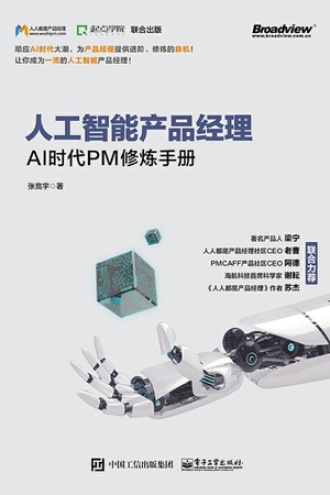 人人都是产品经理
www.woshipm.com
起点学院
联合出版
Broadview®
www.broadview.com.cn
顺应AI时代大潮，为产品经理提供进阶、修炼的良机！
让你成为一流的人工智能产品经理！
人工智能产品经理
AI时代PM修炼手册
张竞宇 著
著名产品人 梁宁
人人都是产品经理社区CEO 老曹
PMCAFF产品社区CEO 阿德
海航科技首席科学家 谢耘
《人人都是产品经理》作者 苏杰
联合力荐
中国工信出版集团
电子工业出版社